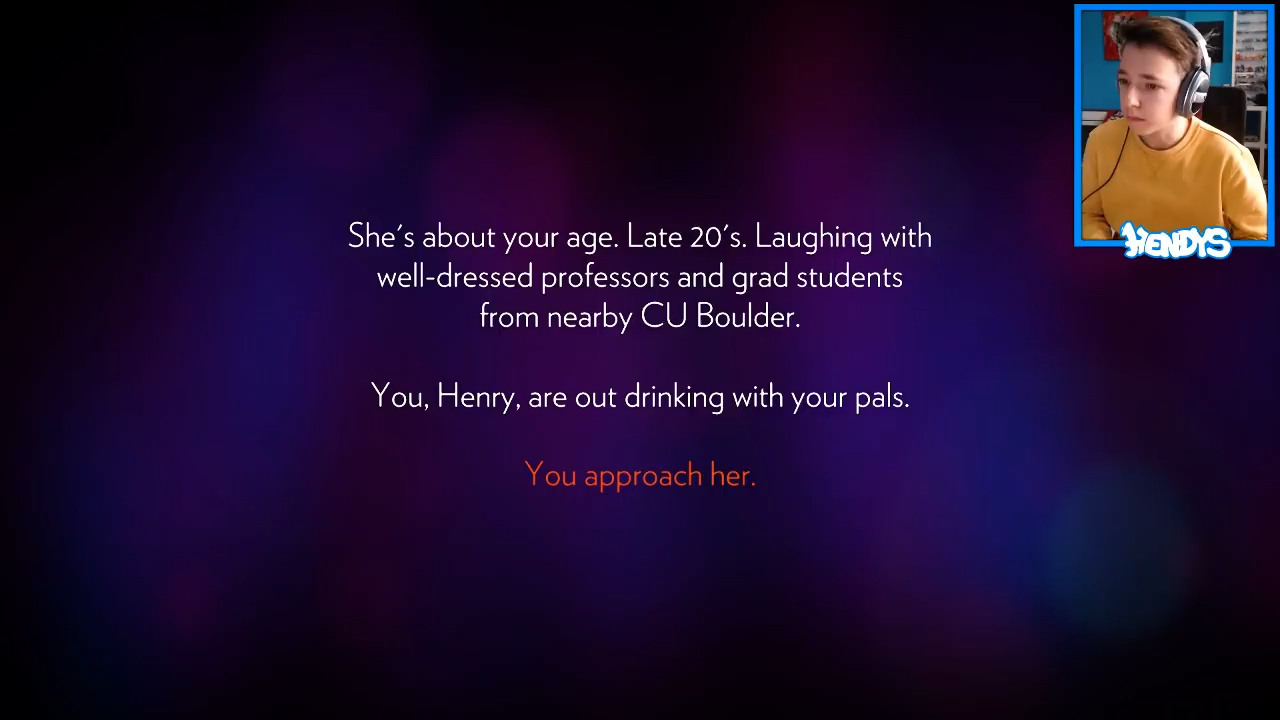 HENDYS
She's about your age. Late 20's. Laughing with
well-dressed professors and grad students
from nearby CU Boulder.
You, Henry, are out drinking with your pals.
You approach her.